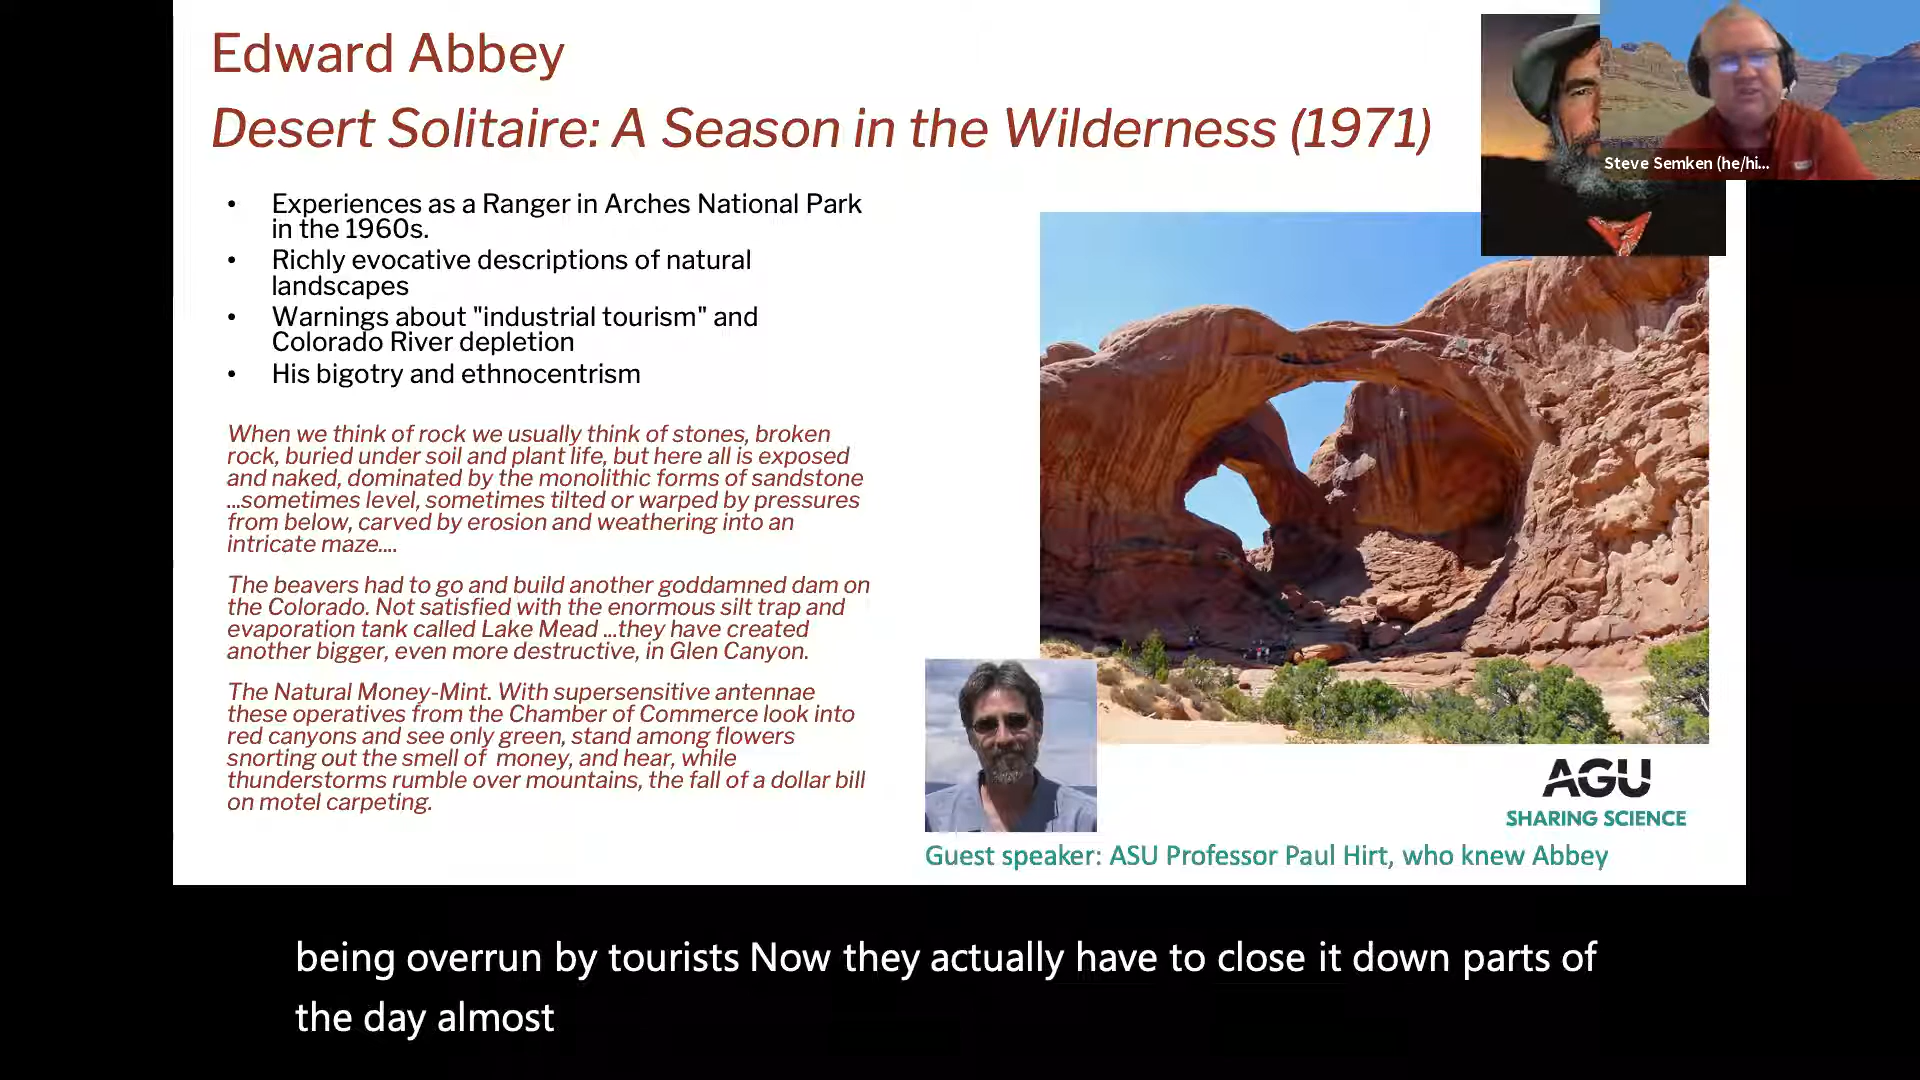 Edward Abbey
Desert Solitaire: A Season in the Wilderness (1971)
Steve Semken (he/hi...
• Experiences as a Ranger in Arches National Park
in the 1960s.
• Richly evocative descriptions of natural
landscapes
• Warnings about "industrial tourism" and
Colorado River depletion
• His bigotry and ethnocentrism
When we think of rock we usually think of stones, broken
rock, buried under soil and plant life, but here all is exposed
and naked, dominated by the monolithic forms of sandstone
...sometimes level, sometimes tilted or warped by pressures
from below, carved by erosion and weathering into an
intricate maze....
The beavers had to go and build another goddamned dam on
the Colorado. Not satisfied with the enormous silt trap and
evaporation tank called Lake Mead ...they have created
another bigger, even more destructive, in Glen Canyon.
The Natural Money-Mint. With supersensitive antennae
these operatives from the Chamber of Commerce look into
red canyons and see only green, stand among flowers
snorting out the smell of money, and hear, while
thunderstorms rumble over mountains, the fall of a dollar bill
on motel carpeting.
AGU
SHARING SCIENCE
Guest speaker: ASU Professor Paul Hirt, who knew Abbey
being overrun by tourists Now they actually have to close it down parts of
the day almost